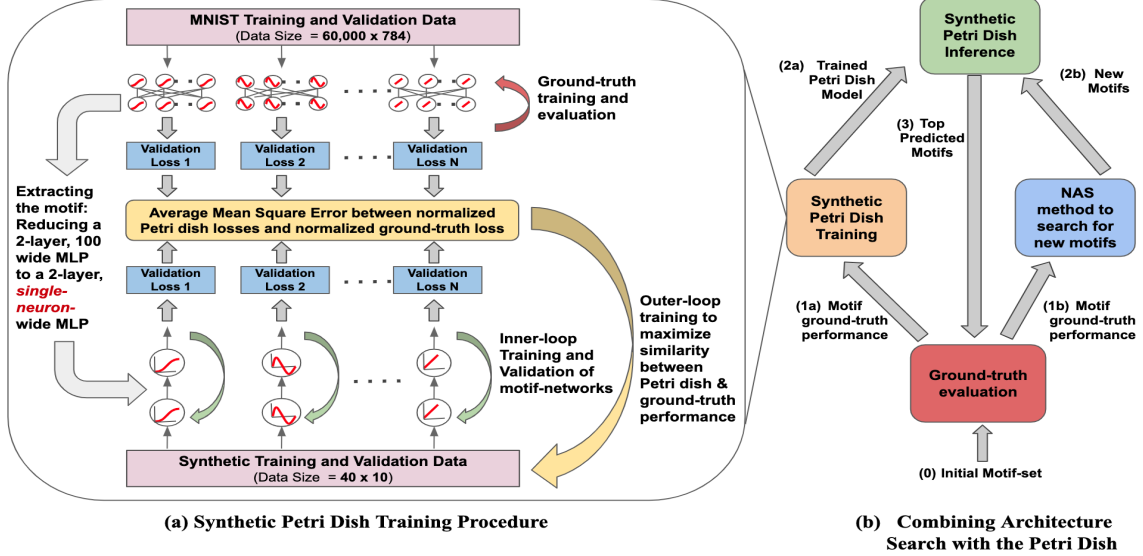 MNIST Training and Validation Data
(Data Size = 60,000 x 784)
Ground-truth
training and
evaluation
Validation
Loss 1
Validation
Loss 2
Validation
Loss N
Extracting
the motif:
Reducing a
2-layer, 100
wide MLP
to a 2-layer,
single-
neuron-
wide MLP
Average Mean Square Error between normalized
Petri dish losses and normalized ground-truth loss
Validation
Loss 1
Validation
Loss 2
Validation
Loss N
Inner-loop
Training and
Validation of
motif-networks
Outer-loop
training to
maximize
similarity
between
Petri dish &
ground-truth
performance
Synthetic Training and Validation Data
(Data Size = 40 x 10)
(a) Synthetic Petri Dish Training Procedure
Synthetic
Petri Dish
Inference
(2a) Trained
Petri Dish
Model
(2b) New
Motifs
(3) Top
Predicted
Motifs
Synthetic
Petri Dish
Training
NAS
method to
search for
new motifs
(1a) Motif
ground-truth
performance
(1b) Motif
ground-truth
performance
Ground-truth
evaluation
(0) Initial Motif-set
(b) Combining Architecture
Search with the Petri Dish